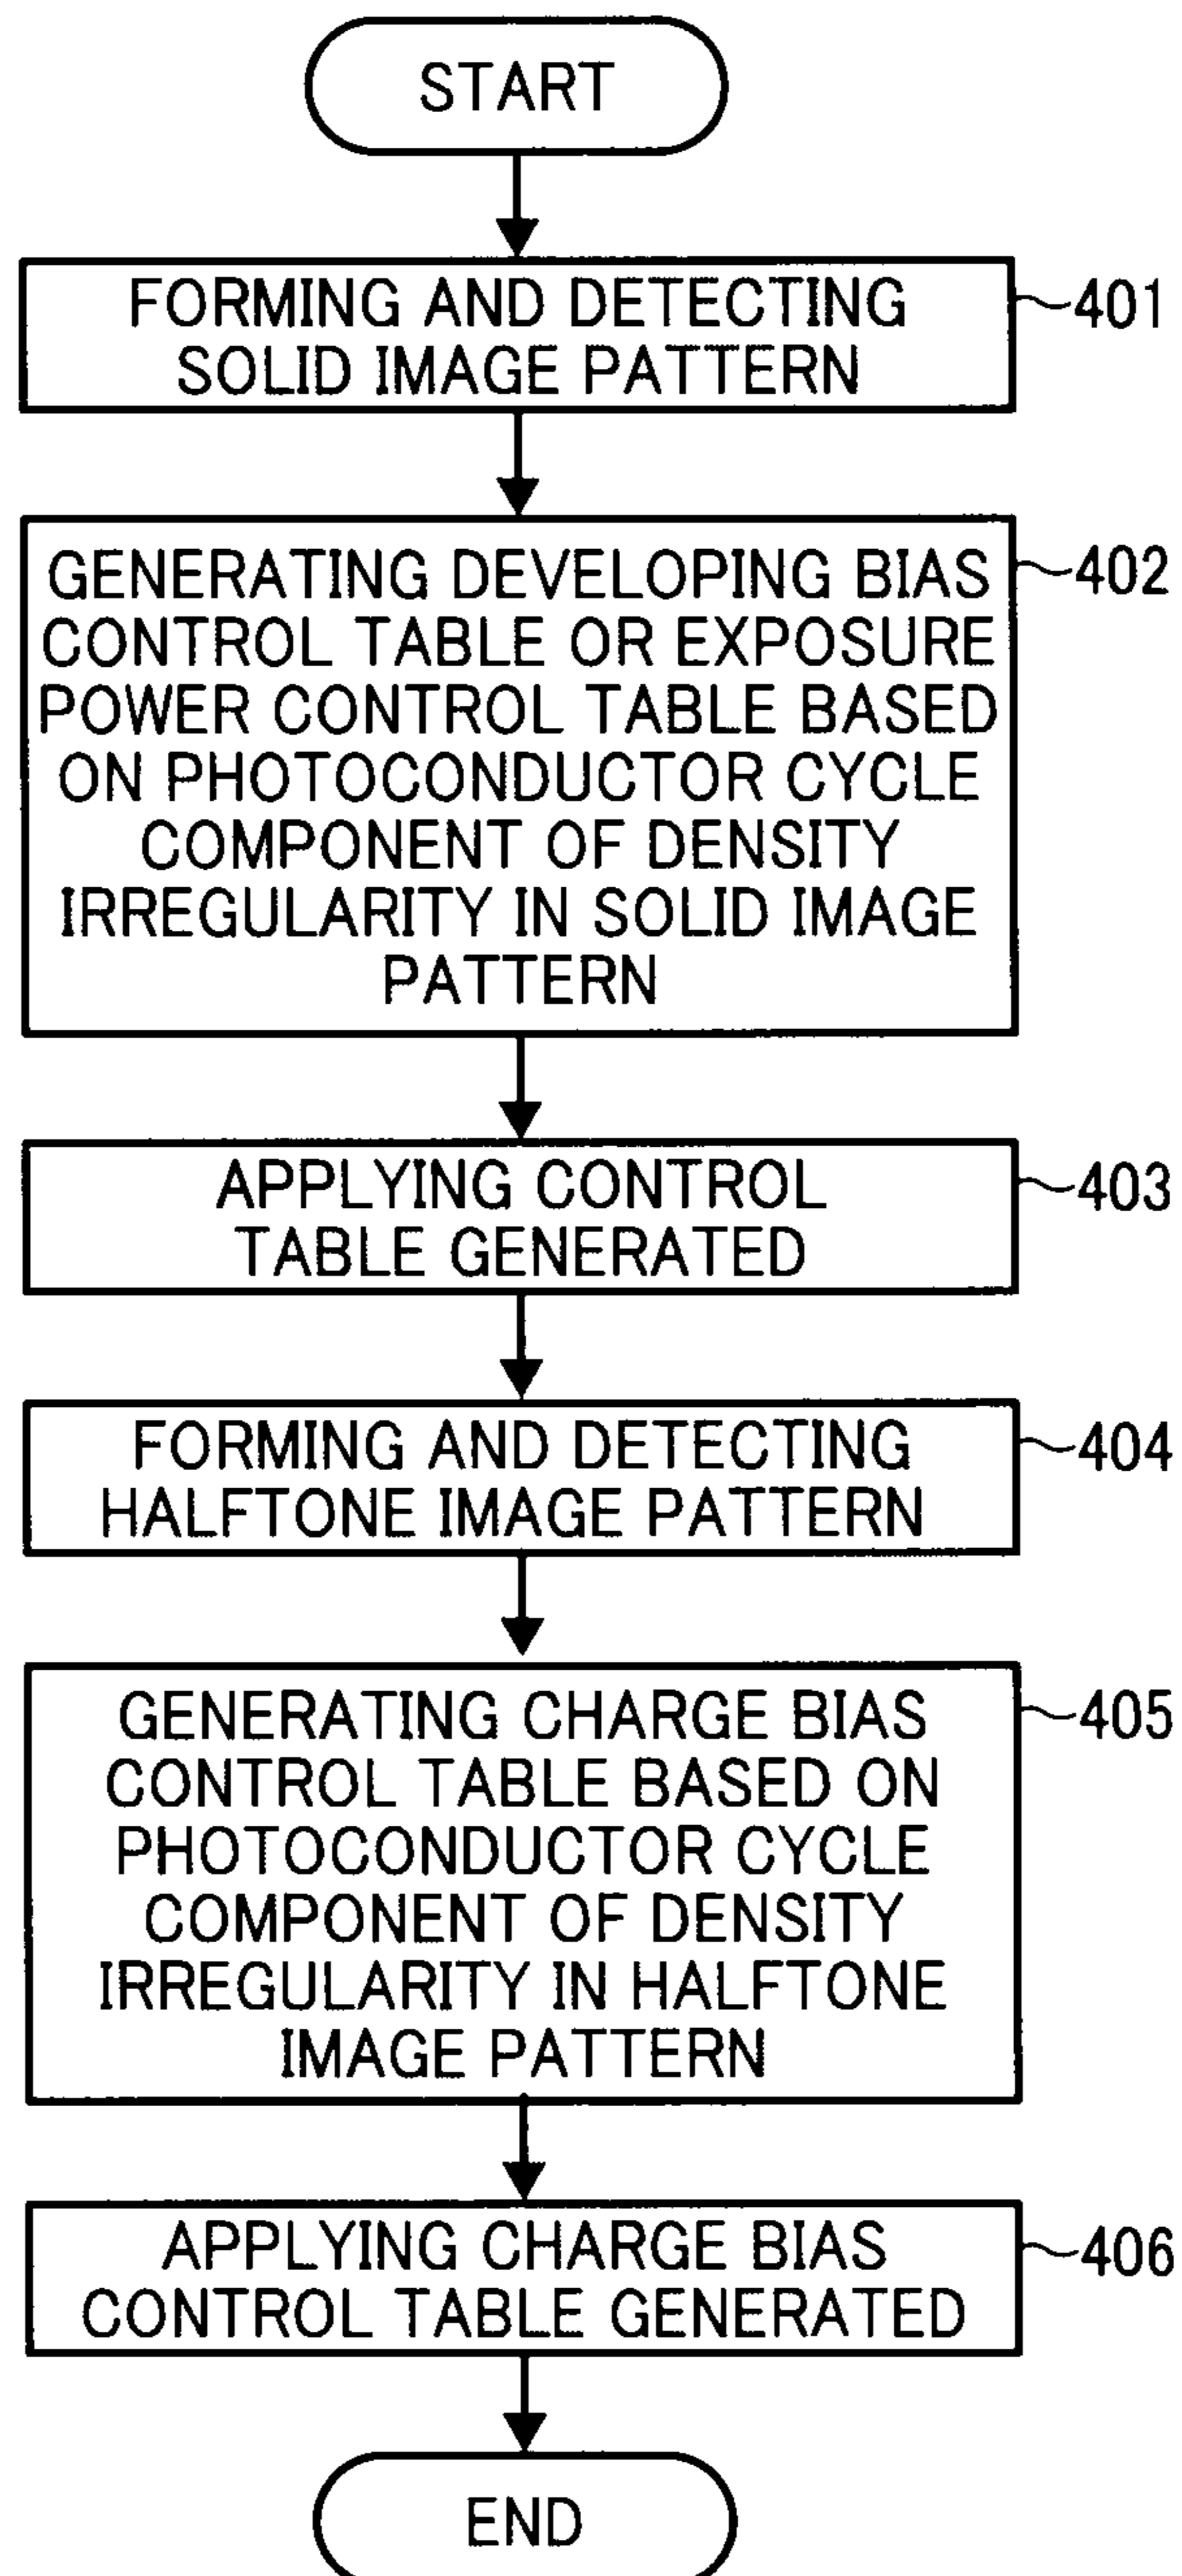 START
FORMING AND DETECTING
SOLID IMAGE PATTERN
401
GENERATING DEVELOPING BIAS
CONTROL TABLE OR EXPOSURE
POWER CONTROL TABLE BASED
ON PHOTOCONDUCTOR CYCLE
COMPONENT OF DENSITY
IRREGULARITY IN SOLID IMAGE
PATTERN
402
APPLYING CONTROL
TABLE GENERATED
403
FORMING AND DETECTING
HALFTONE IMAGE PATTERN
404
GENERATING CHARGE BIAS
CONTROL TABLE BASED ON
PHOTOCONDUCTOR CYCLE
COMPONENT OF DENSITY
IRREGULARITY IN HALFTONE
IMAGE PATTERN
405
APPLYING CHARGE BIAS
CONTROL TABLE GENERATED
406
END